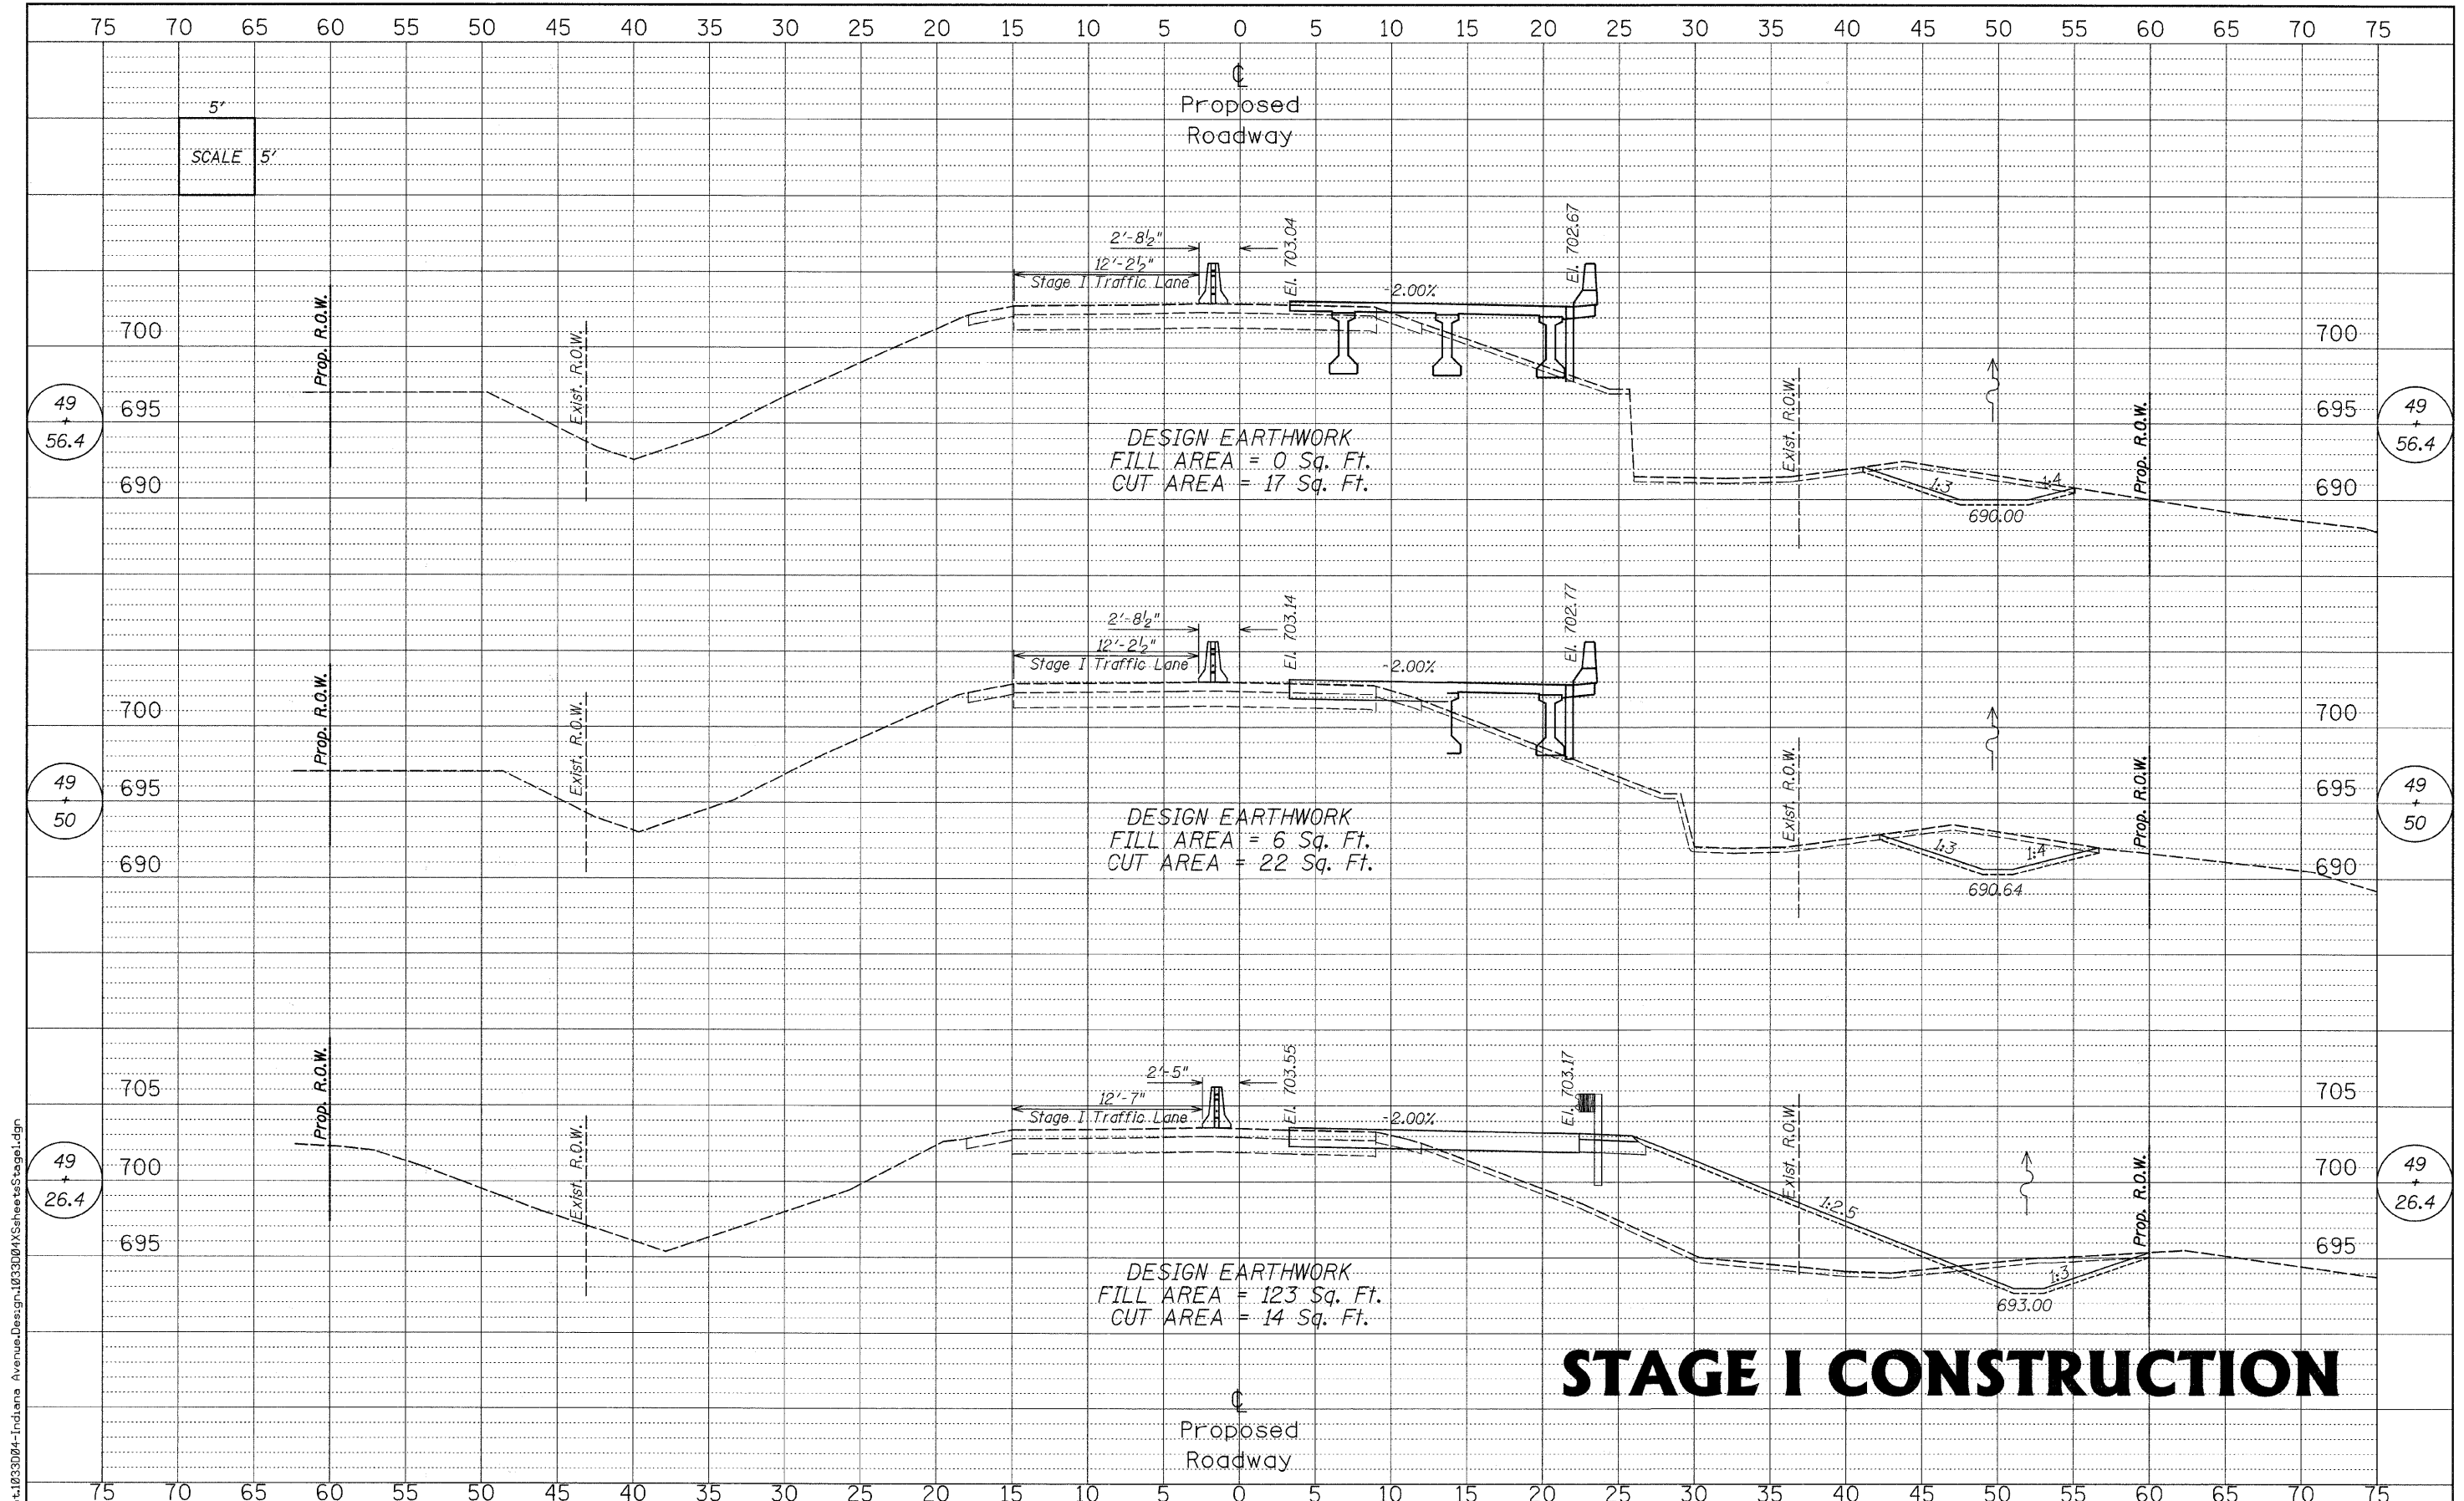 75 70 65 60 55 50 45 40 35 30 25 20 15 10 5 0 5 10 15 20 25 30 35 40 45 50 55 60 65 70 75
℄
Proposed
Roadway
5'
SCALE 5'
2'-8½"
El. 703.04
El. 702.67
12'-2½"
Stage I Traffic Lane
-2.00%
Prop. R.O.W.
Exist. R.O.W.
700
700
49
+
56.4
695
695
49
+
56.4
Exist. R.O.W.
Prop. R.O.W.
DESIGN EARTHWORK
FILL AREA = 0 Sq. Ft.
CUT AREA = 17 Sq. Ft.
690
690
1:3
1:4
690.00
2'-8½"
El. 703.14
El. 702.77
12'-2½"
Stage I Traffic Lane
-2.00%
Prop. R.O.W.
Exist. R.O.W.
700
700
49
+
50
695
695
49
+
50
Exist. R.O.W.
Prop. R.O.W.
DESIGN EARTHWORK
FILL AREA = 6 Sq. Ft.
CUT AREA = 22 Sq. Ft.
690
690
1:3
1:4
690.64
2'-5"
El. 703.55
El. 703.17
705
705
12'-7"
Stage I Traffic Lane
-2.00%
Prop. R.O.W.
Exist. R.O.W.
Exist. R.O.W.
Prop. R.O.W.
49
+
26.4
700
700
49
+
26.4
1:2.5
695
695
1:3
693.00
DESIGN EARTHWORK
FILL AREA = 123 Sq. Ft.
CUT AREA = 14 Sq. Ft.
STAGE I CONSTRUCTION
℄
Proposed
Roadway
75 70 65 60 55 50 45 40 35 30 25 20 15 10 5 0 5 10 15 20 25 30 35 40 45 50 55 60 65 70 75
t.1033D04-Indiana Avenue.Design.1033D04XSsheetsStage1.dgn